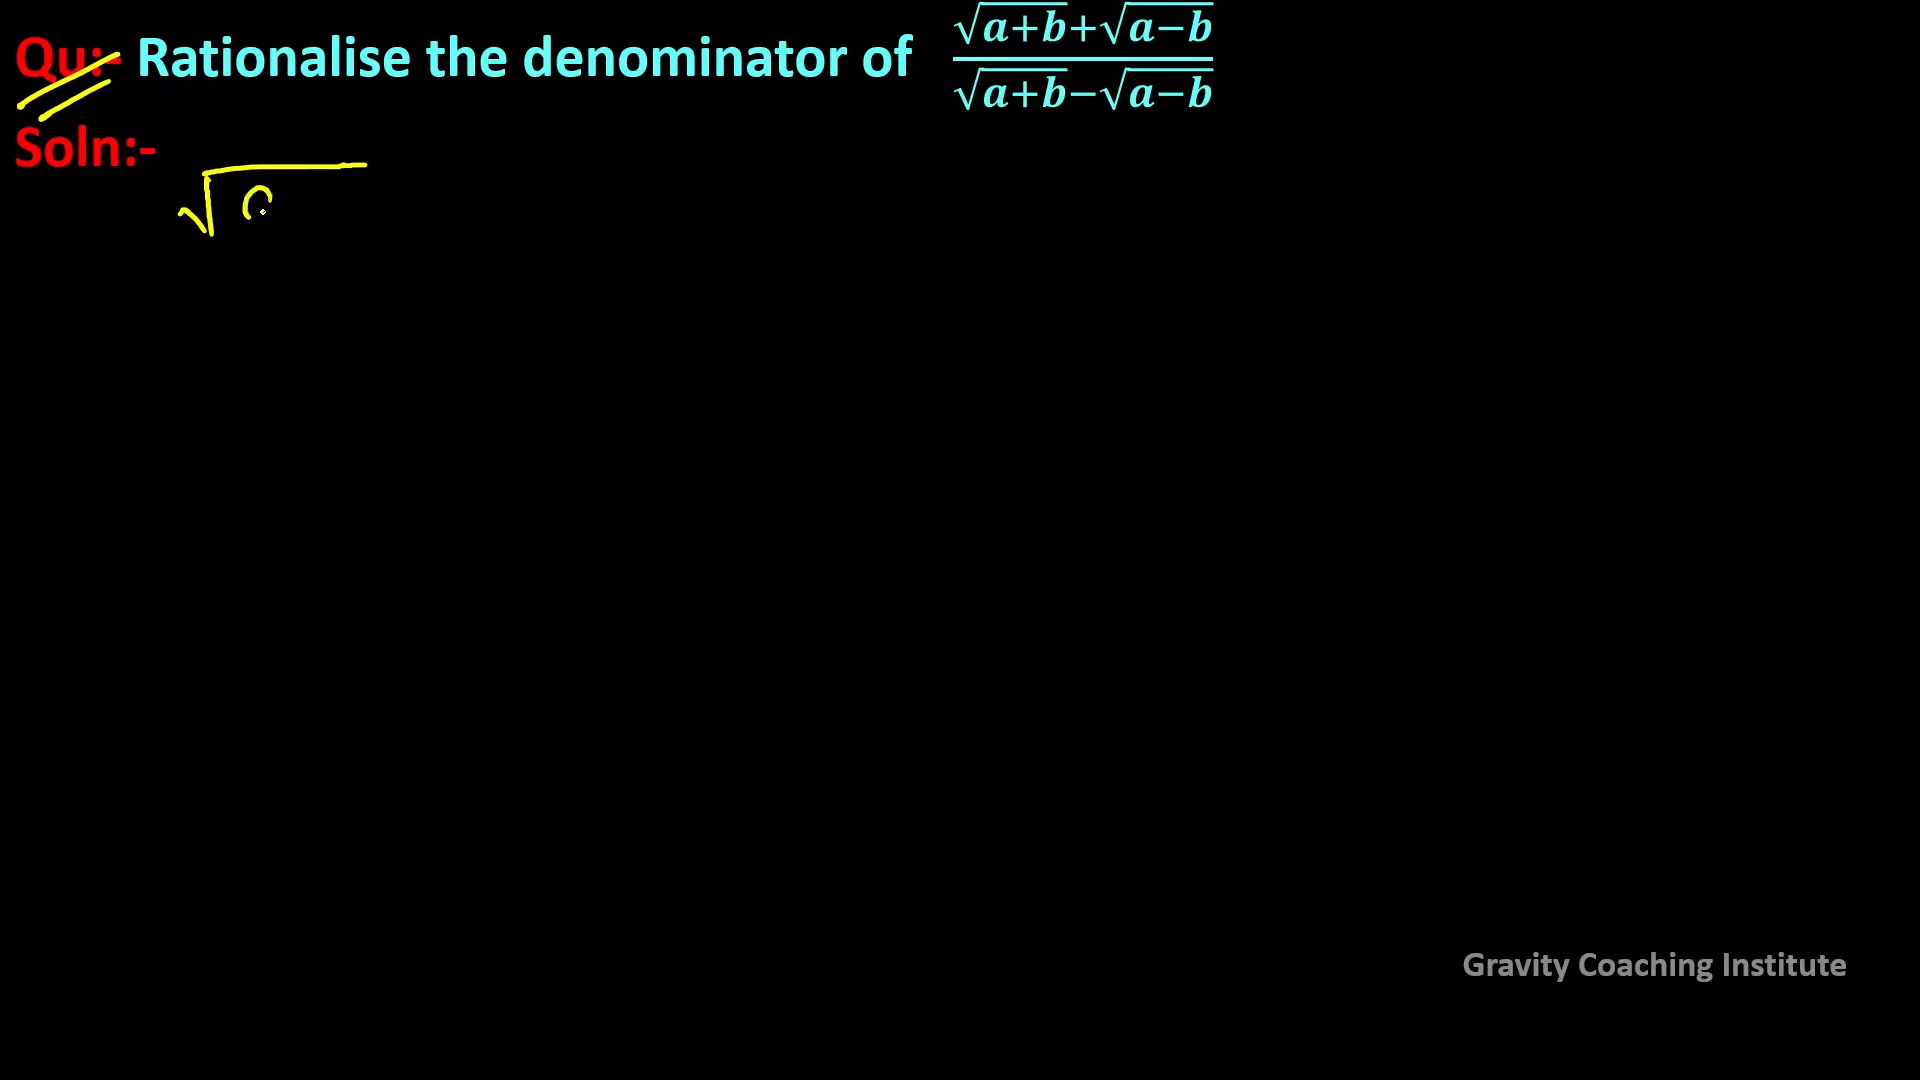 Qu:- Rationalise the denominator of √a+b+√a−b / √a+b−√a−b
Soln:-
√
Gravity Coaching Institute